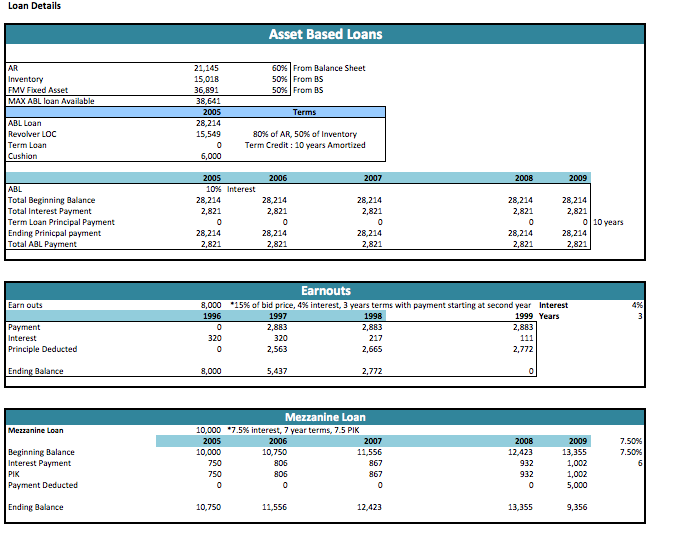 Loan Details
Asset Based Loans
AR 21,145 60% From Balance Sheet
Inventory 15,018 50% From BS
FMV Fixed Asset 36,891 50% From BS
MAX ABL loan Available 38,641
2005 Terms
ABL Loan 28,214
Revolver LOC 15,549 80% of AR, 50% of Inventory
Term Loan 0 Term Credit : 10 years Amortized
Cushion 6,000
2005 2006 2007 2008 2009
ABL 10% Interest
Total Beginning Balance 28,214 28,214 28,214 28,214 28,214
Total Interest Payment 2,821 2,821 2,821 2,821 2,821
Term Loan Principal Payment 0 0 0 0 0 10 years
Ending Prinicpal payment 28,214 28,214 28,214 28,214 28,214
Total ABL Payment 2,821 2,821 2,821 2,821 2,821
Earnouts
Earn outs 8,000 *15% of bid price, 4% interest, 3 years terms with payment starting at second year Interest 4%
1996 1997 1998 1999 Years 3
Payment 0 2,883 2,883 2,883
Interest 320 320 217 111
Principle Deducted 0 2,563 2,665 2,772
Ending Balance 8,000 5,437 2,772 0
Mezzanine Loan
Mezzanine Loan 10,000 *7.5% interest, 7 year terms, 7.5 PIK
2005 2006 2007 2008 2009 7.50%
Beginning Balance 10,000 10,750 11,556 12,423 13,355 7.50%
Interest Payment 750 806 867 932 1,002 6
PIK 750 806 867 932 1,002
Payment Deducted 0 0 0 0 5,000
Ending Balance 10,750 11,556 12,423 13,355 9,356